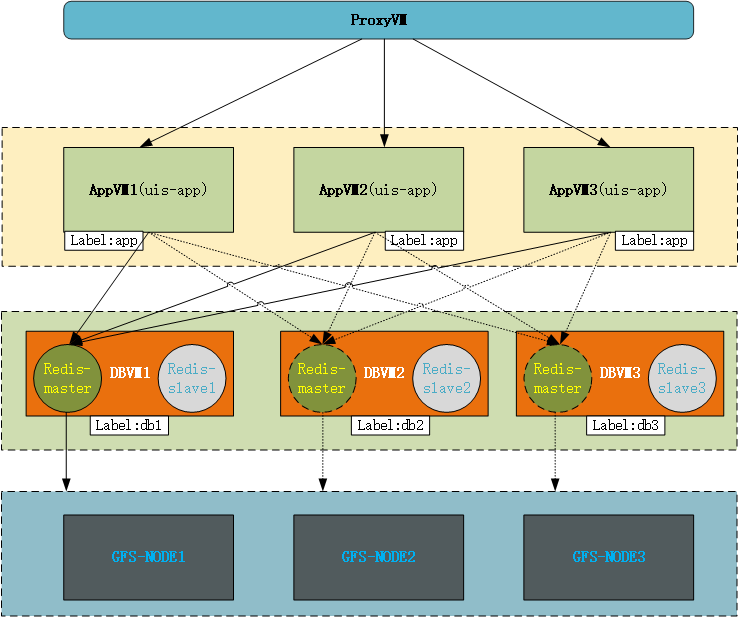 ProxyVM
AppVM1(uis-app)
AppVM2(uis-app)
AppVM3(uis-app)
Label:app
Label:app
Label:app
Redis-
master
DBVM1
Redis-
slave1
Redis-
master
DBVM2
Redis-
slave2
Redis-
master
DBVM3
Redis-
slave3
Label:db1
Label:db2
Label:db3
GFS-NODE1
GFS-NODE2
GFS-NODE3